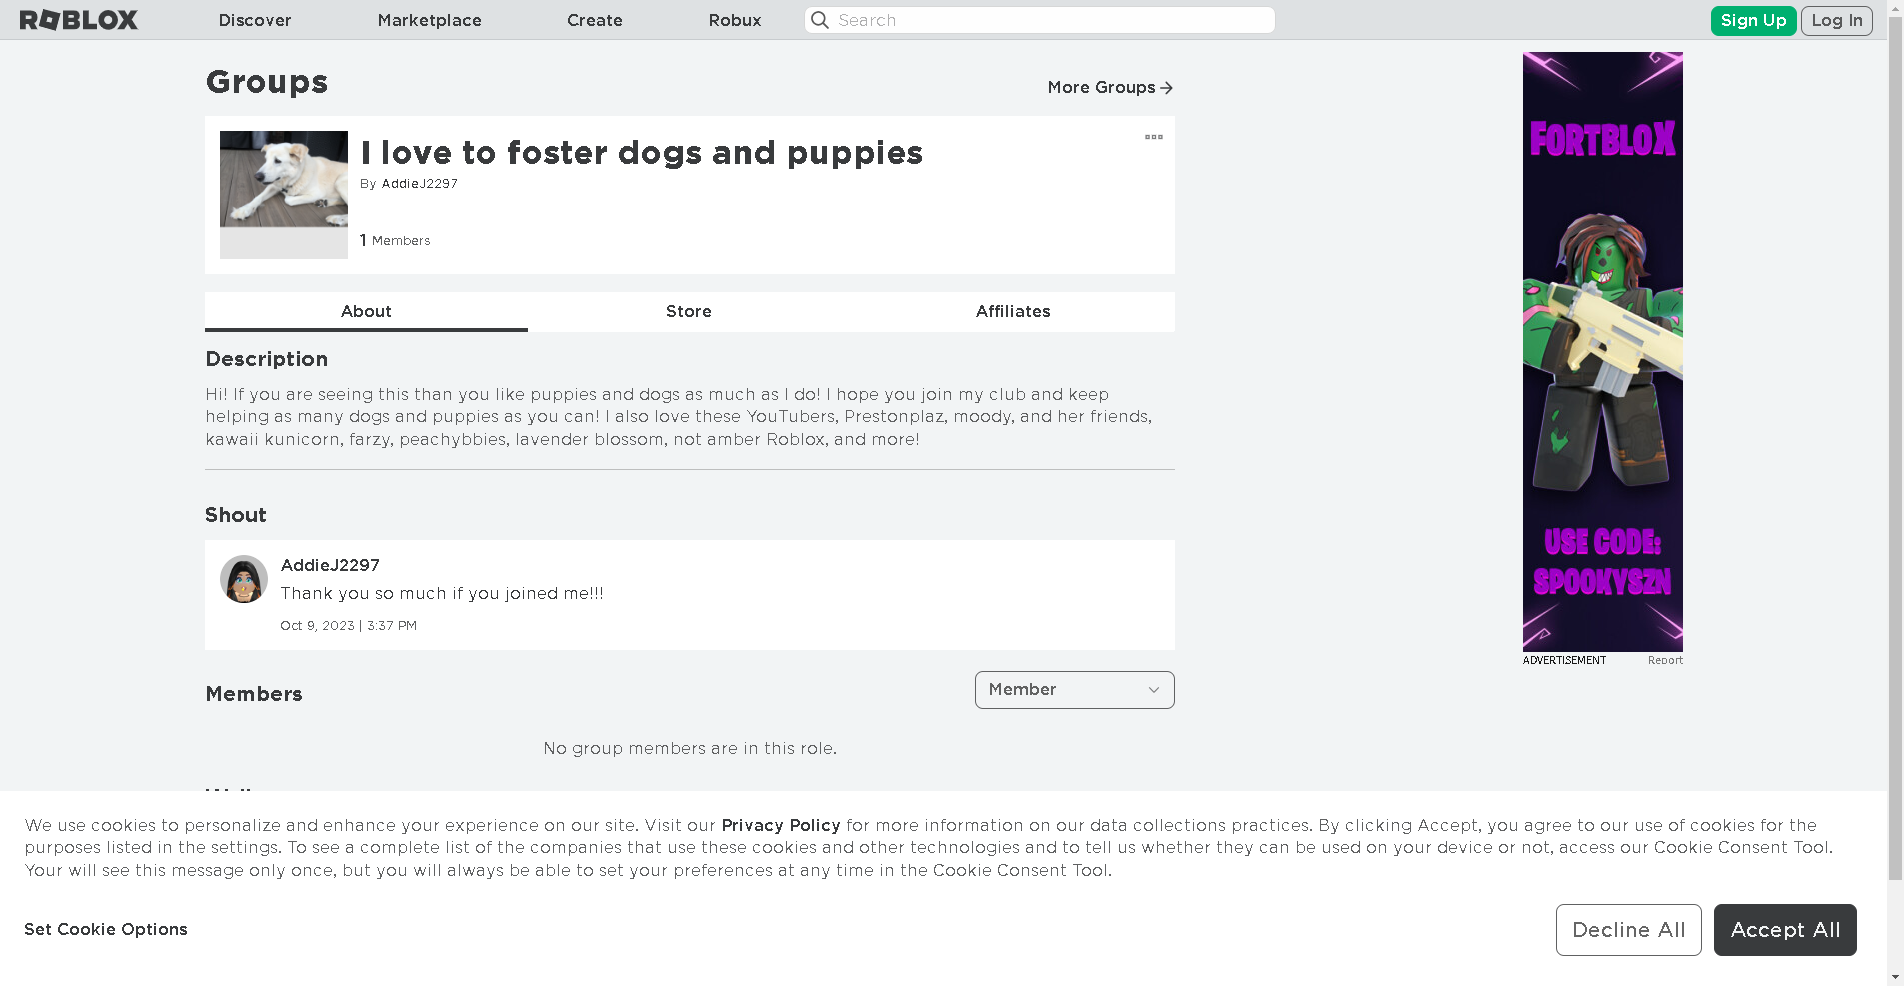 ROBLOX
Discover
Marketplace
Create
Robux
Search
Sign Up
Log In
Groups
More Groups
I love to foster dogs and puppies
By AddieJ2297
1 Members
About
Store
Affiliates
Description
Hi! If you are seeing this than you like puppies and dogs as much as I do! I hope you join my club and keep
helping as many dogs and puppies as you can! I also love these YouTubers, Prestonplaz, moody, and her friends,
kawaii kunicorn, farzy, peachybbies, lavender blossom, not amber Roblox, and more!
Shout
AddieJ2297
Thank you so much if you joined me!!!
Oct 9, 2023 | 3:37 PM
Members
Member
No group members are in this role.
FORTBLOX
USE CODE:
SPOOKYSZN
ADVERTISEMENT
Report
We use cookies to personalize and enhance your experience on our site. Visit our Privacy Policy for more information on our data collections practices. By clicking Accept, you agree to our use of cookies for the
purposes listed in the settings. To see a complete list of the companies that use these cookies and other technologies and to tell us whether they can be used on your device or not, access our Cookie Consent Tool.
Your will see this message only once, but you will always be able to set your preferences at any time in the Cookie Consent Tool.
Set Cookie Options
Decline All
Accept All